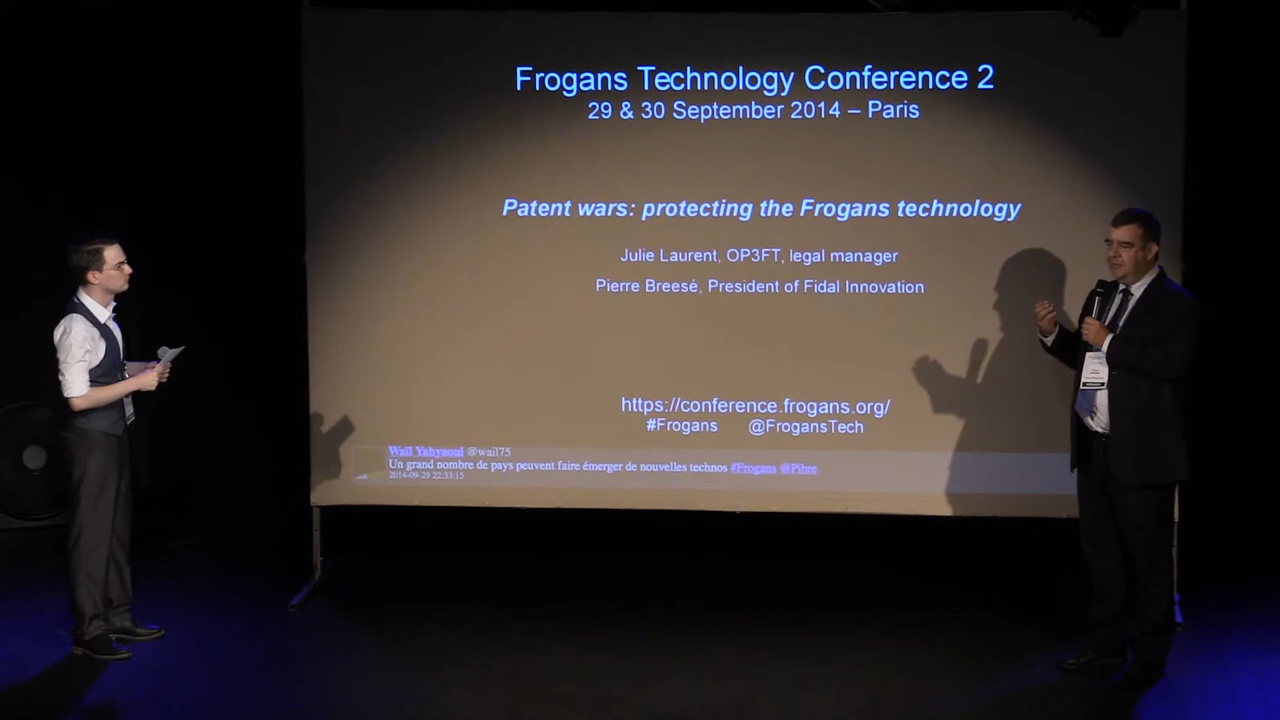 Frogans Technology Conference 2
29 & 30 September 2014 – Paris
Patent wars: protecting the Frogans technology
Julie Laurent, OP3FT, legal manager
Pierre Breesé, President of Fidal Innovation
https://conference.frogans.org/
#Frogans @FrogansTech
Waïl Yahyaoui @wail75
Un grand nombre de pays peuvent faire émerger de nouvelles technos #Frogans @Pibre
2014-09-29 22:33:15